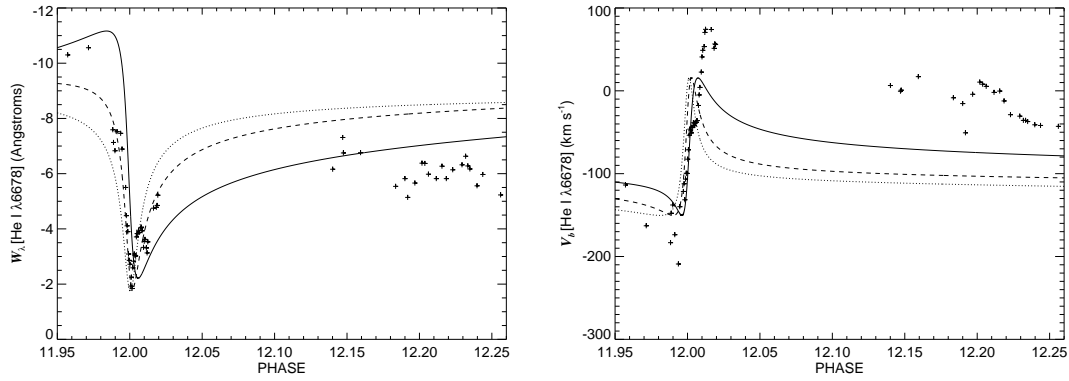 -12
-10
-8
-6
-4
-2
0
W_λ [He I λ6678] (Angstroms)
11.95 12.00 12.05 12.10 12.15 12.20 12.25
PHASE
100
0
-100
-200
-300
V_b [He I λ6678] (km s⁻¹)
11.95 12.00 12.05 12.10 12.15 12.20 12.25
PHASE